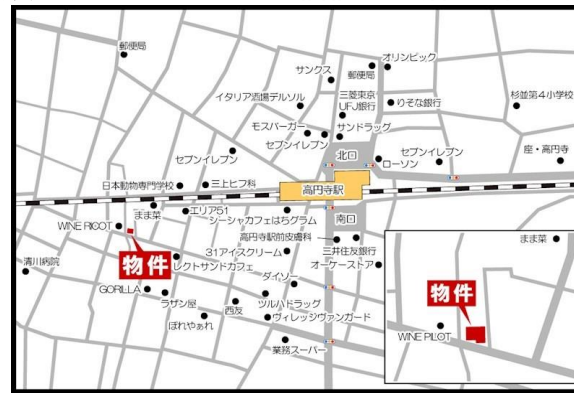 郵便局
サンクス
郵便局
オリンピック
イタリア酒場デルソル
三菱東京
UFJ銀行
りそな銀行
杉並第4小学校
モスバーガー
サンドラッグ
セブンイレブン
セブンイレブン
北口
ローソン
セブンイレブン
座・高円寺
日本動物専門学校
三上ヒフ科
高円寺駅
まま菜
エリア51
シーシャカフェはちグラム
南口
WINE RICOT
物件
高円寺駅前皮膚科
三井住友銀行
清川病院
レクトサンドカフェ
31アイスクリーム
オーケーストア
GORILLA
ラザン屋
ダイソー
西友
ツルハドラッグ
ぽれやぁれ
ヴィレッジヴァンガード
業務スーパー
まま菜
物件
WINE PILOT